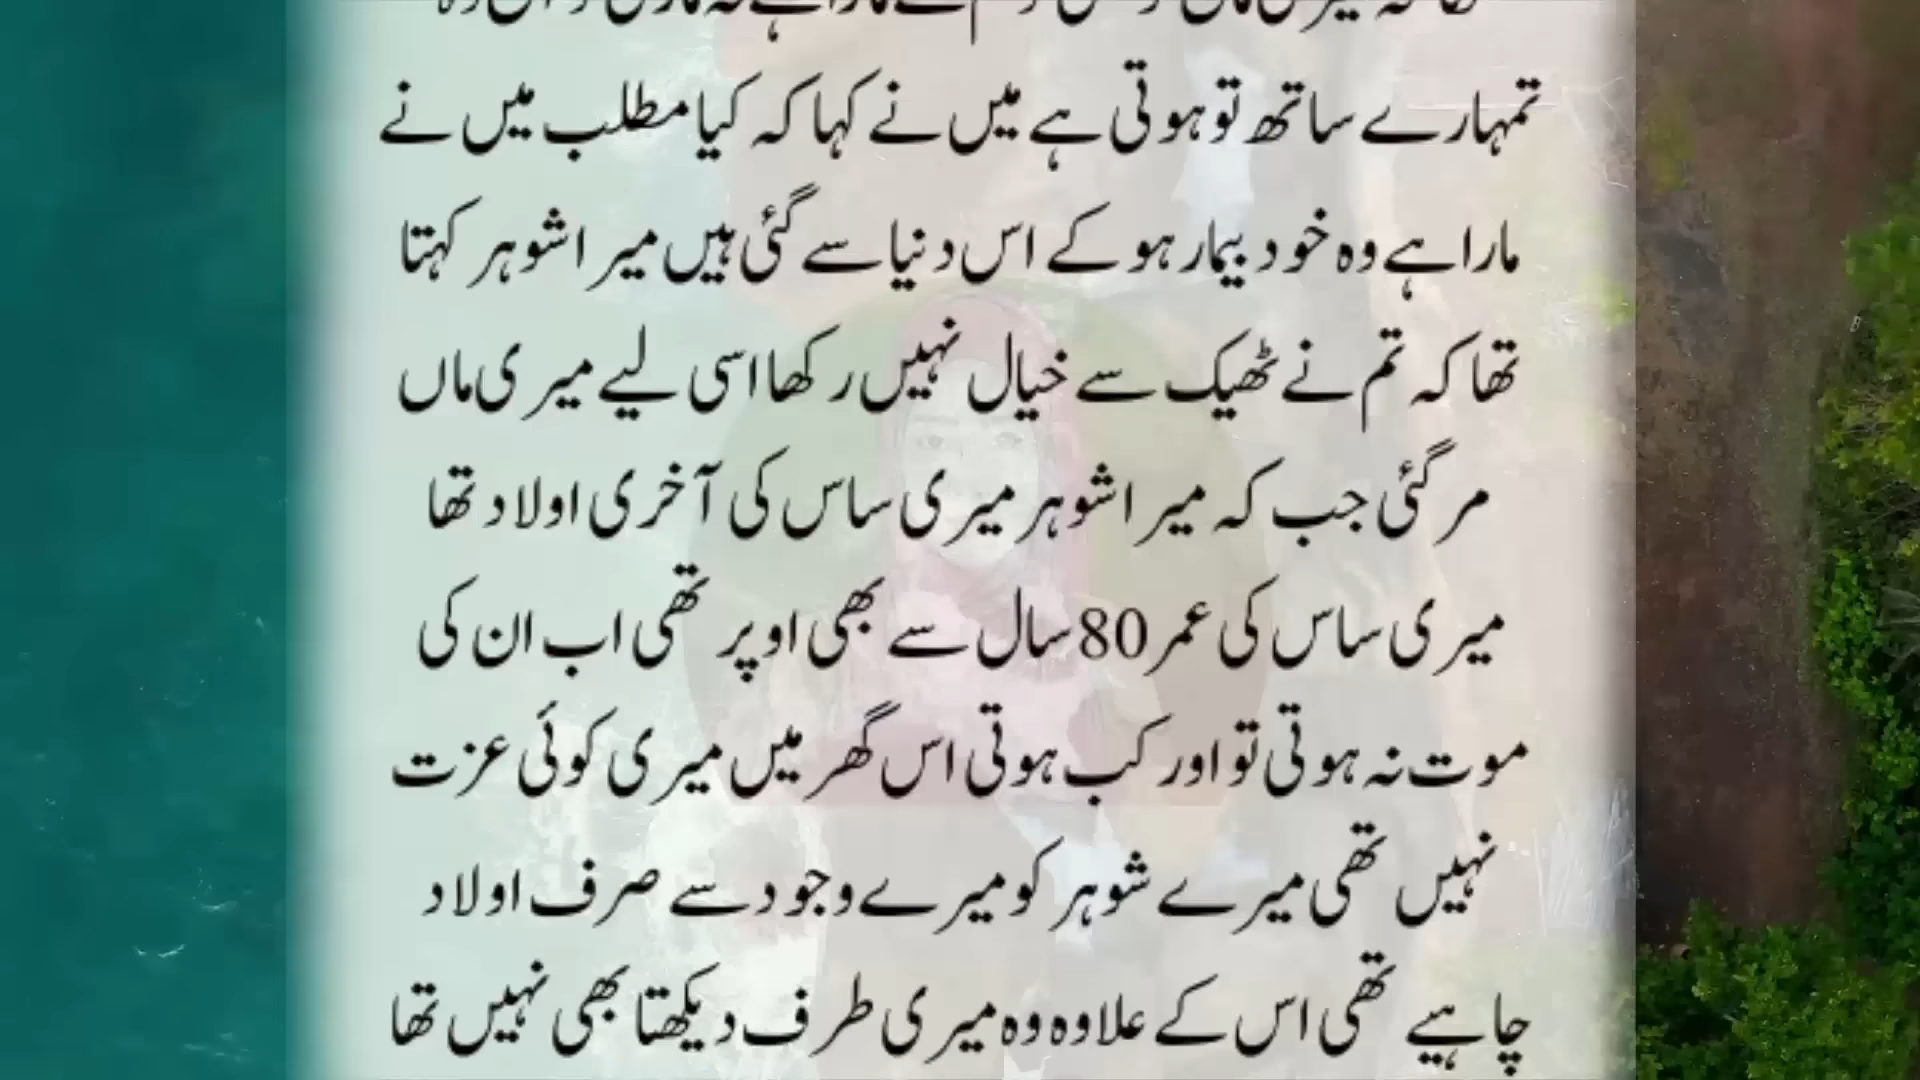 تمہارے ساتھ تو ہوتی ہے میں نے کہا کہ کیا مطلب میں نے
مارا ہے وہ خود بیمار ہو کے اس دنیا سے گئی ہیں میرا شوہر کہتا
تھا کہ تم نے ٹھیک سے خیال نہیں رکھا اسی لیے میری ماں
مر گئی جب کہ میرا شوہر میری ساس کی آخری اولاد تھا
میری ساس کی عمر 80 سال سے بھی اوپر تھی اب ان کی
موت نہ ہوتی تو اور کب ہوتی اس گھر میں میری کوئی عزت
نہیں تھی میرے شوہر کو میرے وجود سے صرف اولاد
چاہیے تھی اس کے علاوہ وہ میری طرف دیکھتا بھی نہیں تھا